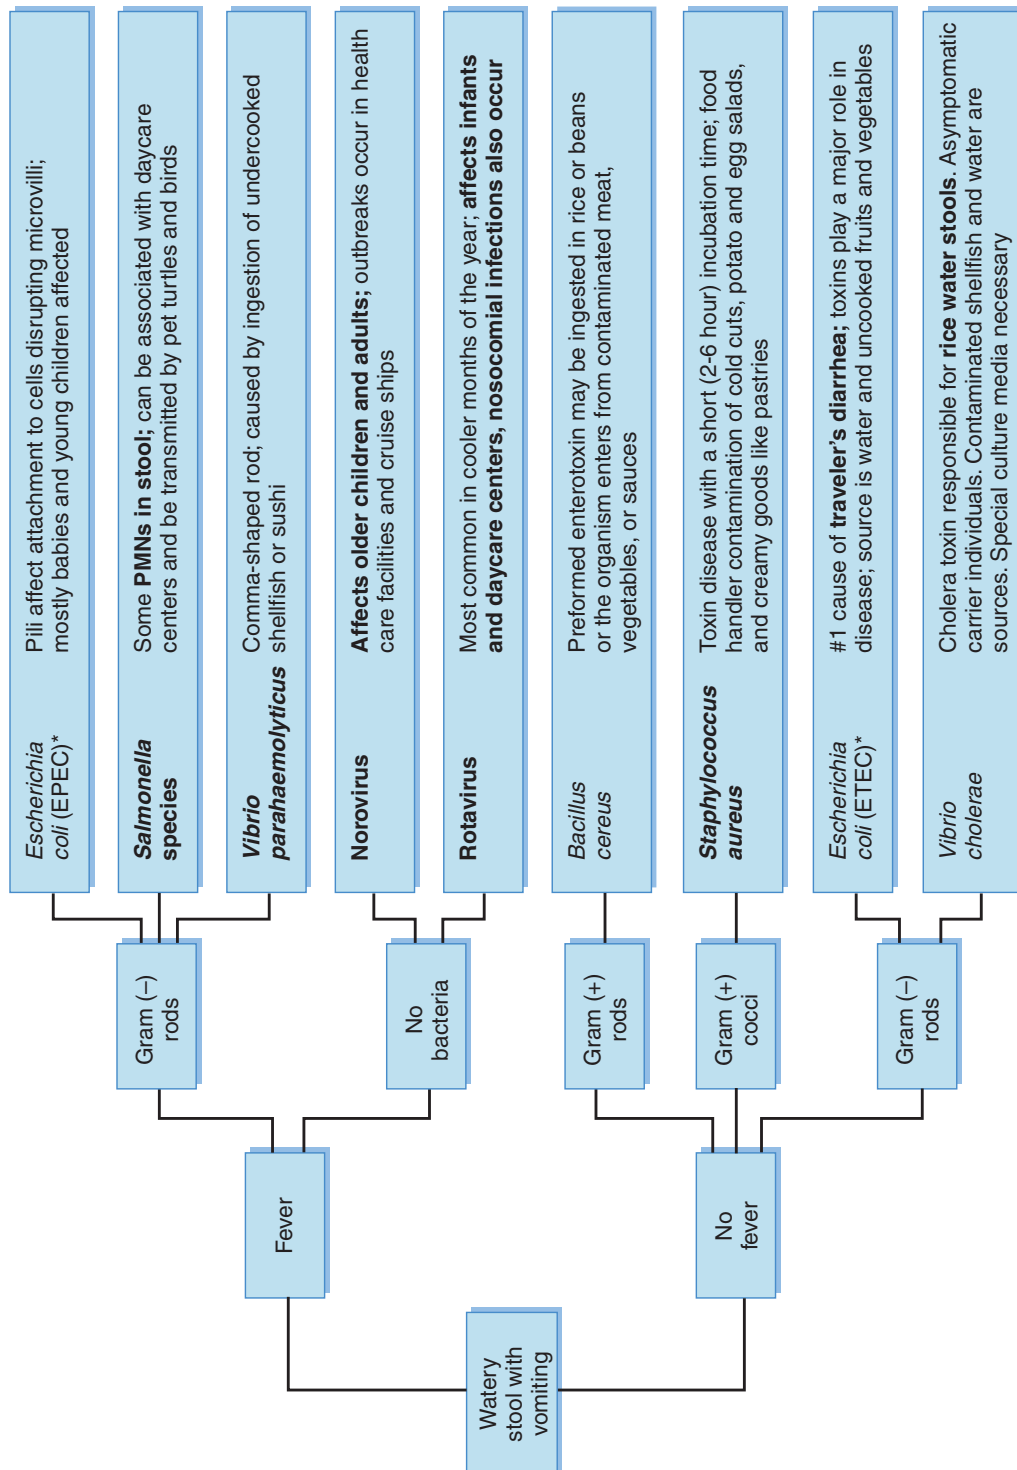 Watery
stool with
vomiting
Fever
Gram (–)
rods
Escherichia
coli (EPEC)*
Pili affect attachment to cells disrupting microvilli;
mostly babies and young children affected
Salmonella
species
Some PMNs in stool; can be associated with daycare
centers and be transmitted by pet turtles and birds
Vibrio
parahaemolyticus
Comma-shaped rod; caused by ingestion of undercooked
shellfish or sushi
No
bacteria
Norovirus
Affects older children and adults; outbreaks occur in health
care facilities and cruise ships
Rotavirus
Most common in cooler months of the year; affects infants
and daycare centers, nosocomial infections also occur
No
fever
Gram (+)
rods
Bacillus
cereus
Preformed enterotoxin may be ingested in rice or beans
or the organism enters from contaminated meat,
vegetables, or sauces
Gram (+)
cocci
Staphylococcus
aureus
Toxin disease with a short (2-6 hour) incubation time; food
handler contamination of cold cuts, potato and egg salads,
and creamy goods like pastries
Gram (–)
rods
Escherichia
coli (ETEC)*
#1 cause of traveler's diarrhea; toxins play a major role in
disease; source is water and uncooked fruits and vegetables
Vibrio
cholerae
Cholera toxin responsible for rice water stools. Asymptomatic
carrier individuals. Contaminated shellfish and water are
sources. Special culture media necessary